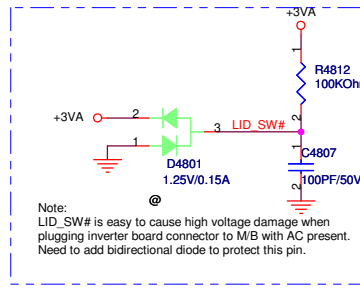 +3VA
1
R4812
100KOh
2
+3VA
2
3
LID_SW#
1
1
D4801
C4807
1.25V/0.15A
100PF/50V
2
@
Note:
LID_SW# is easy to cause high voltage damage when
plugging inverter board connector to M/B with AC present.
Need to add bidirectional diode to protect this pin.